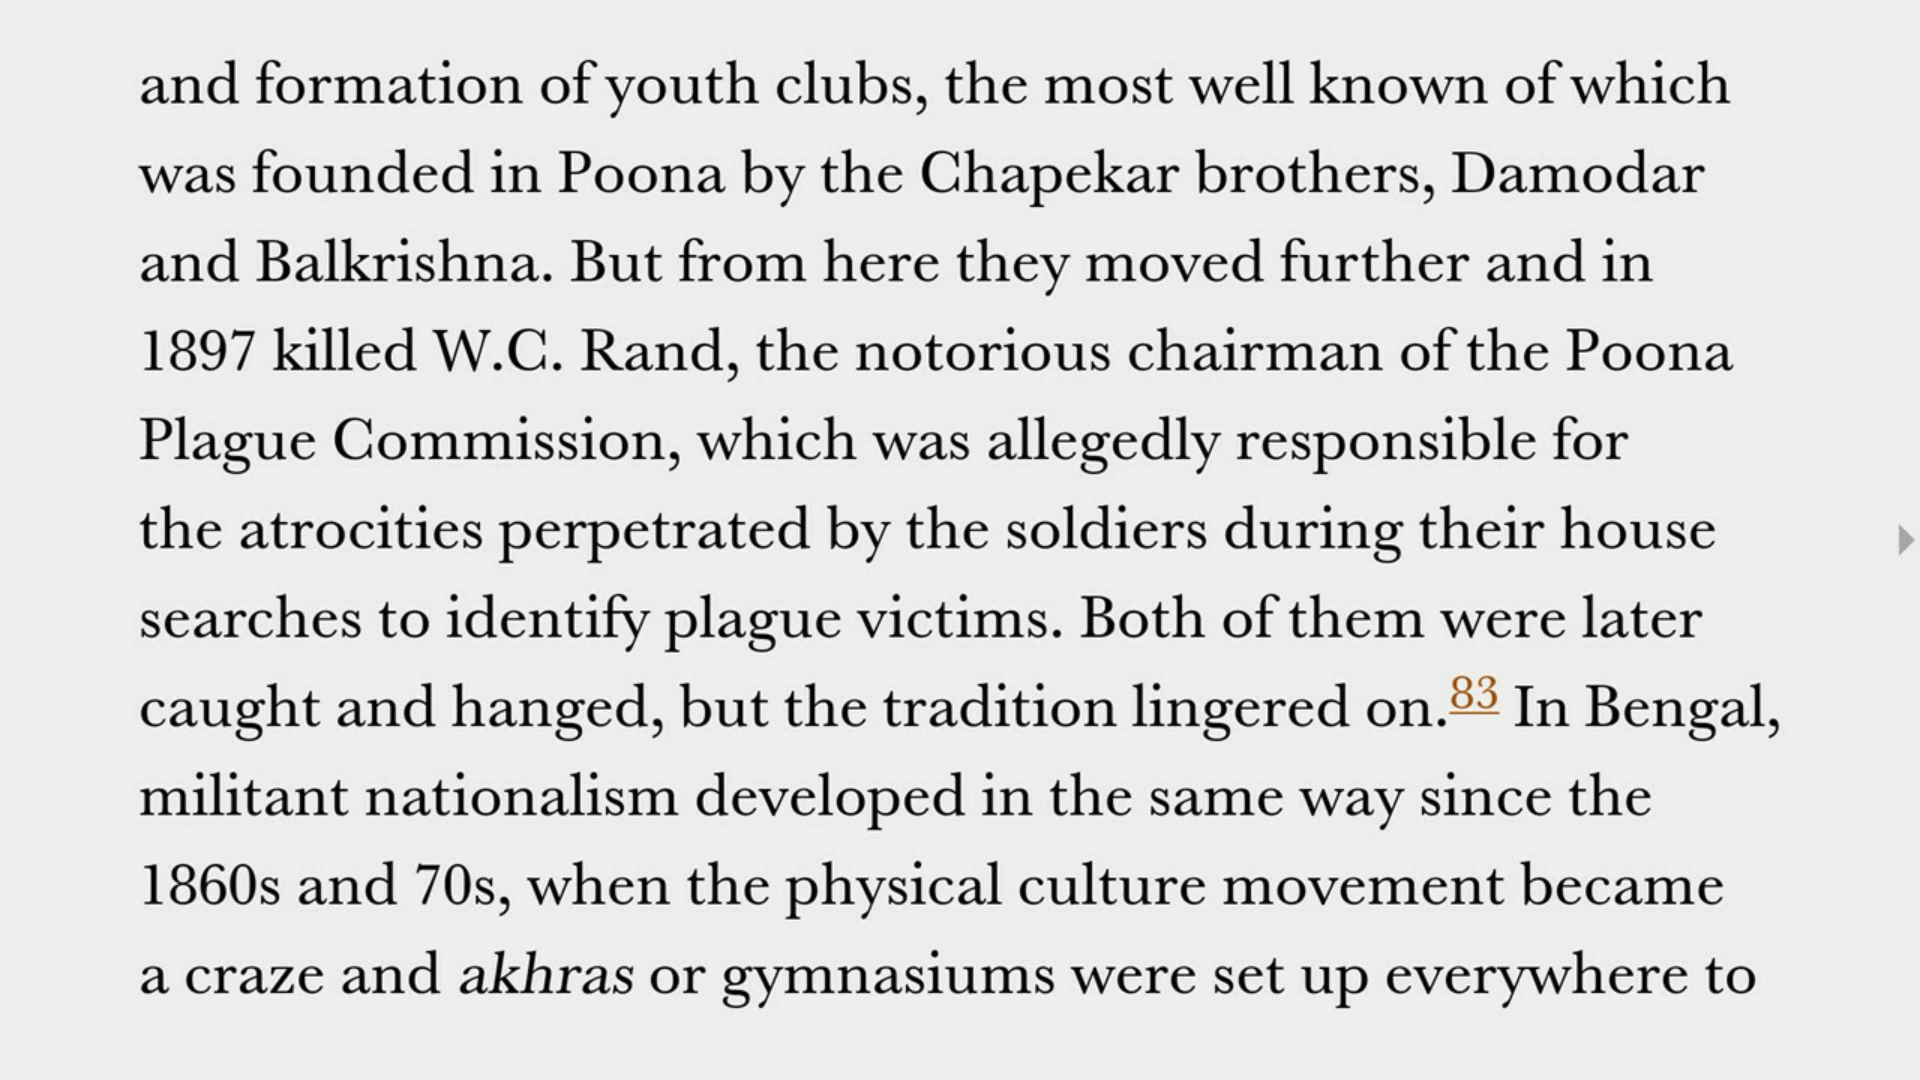 and formation of youth clubs, the most well known of which
was founded in Poona by the Chapekar brothers, Damodar
and Balkrishna. But from here they moved further and in
1897 killed W.C. Rand, the notorious chairman of the Poona
Plague Commission, which was allegedly responsible for
the atrocities perpetrated by the soldiers during their house
searches to identify plague victims. Both of them were later
caught and hanged, but the tradition lingered on.83 In Bengal,
militant nationalism developed in the same way since the
1860s and 70s, when the physical culture movement became
a craze and akhras or gymnasiums were set up everywhere to